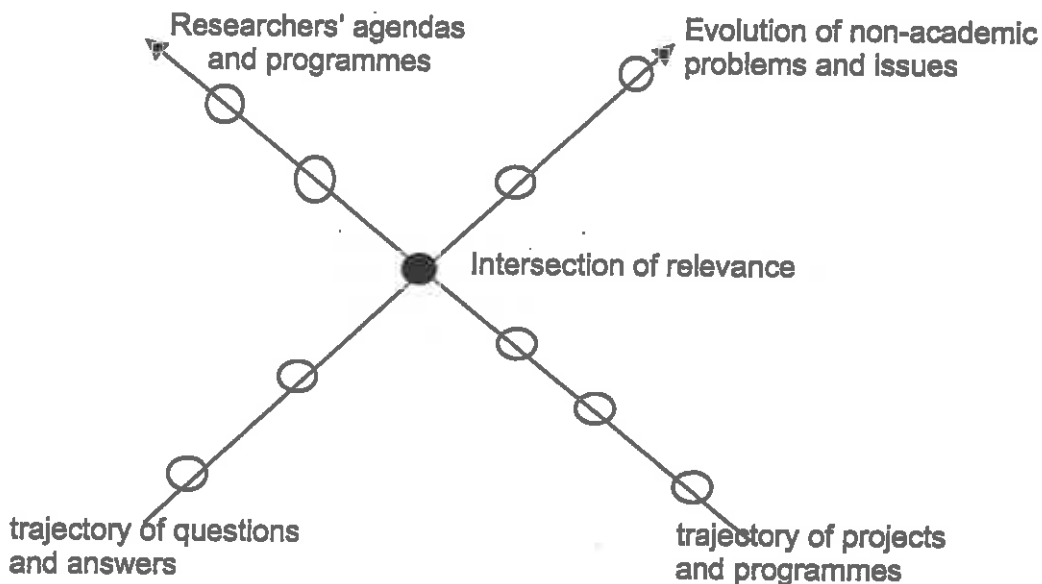 Researchers' agendas
and programmes
Evolution of non-academic
problems and issues
Intersection of relevance
trajectory of questions
and answers
trajectory of projects
and programmes